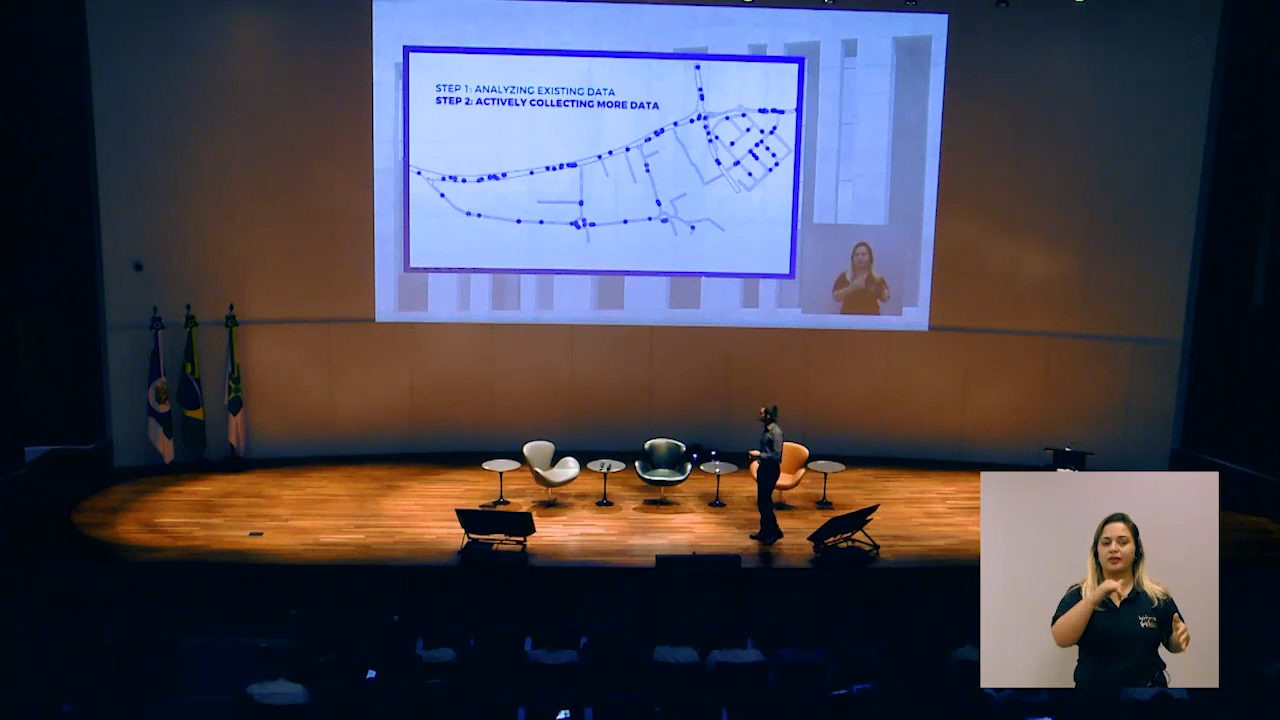 STEP 1: ANALYZING EXISTING DATA
STEP 2: ACTIVELY COLLECTING MORE DATA